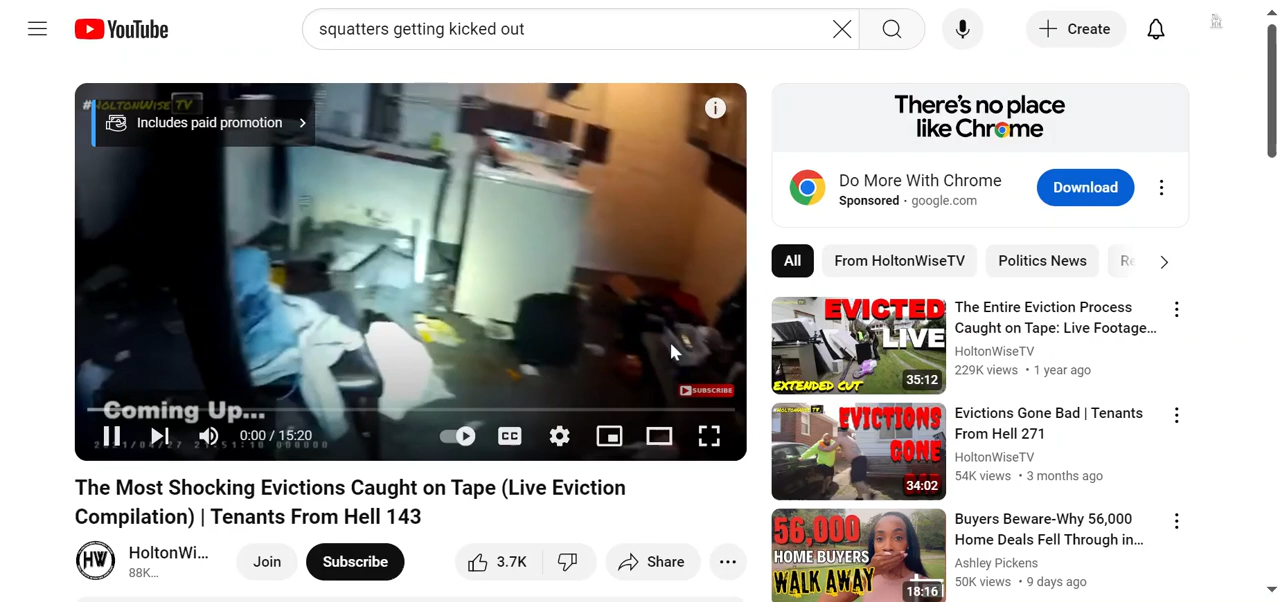 YouTube
squatters getting kicked out
Create
#HOLTONWISE TV
Includes paid promotion
Coming Up...
SUBSCRIBE
0:00 / 15:20
CC
The Most Shocking Evictions Caught on Tape (Live Eviction
Compilation) | Tenants From Hell 143
HW
HoltonWi...
88K...
Join
Subscribe
3.7K
Share
There's no place
like Chrome
Do More With Chrome
Sponsored · google.com
Download
All
From HoltonWiseTV
Politics News
Re
EVICTED
LIVE
EXTENDED CUT
35:12
The Entire Eviction Process
Caught on Tape: Live Footage...
HoltonWiseTV
229K views • 1 year ago
EVICTIONS
GONE
BAD
34:02
Evictions Gone Bad | Tenants
From Hell 271
HoltonWiseTV
54K views • 3 months ago
56,000
HOME BUYERS
WALK AWAY
18:16
Buyers Beware-Why 56,000
Home Deals Fell Through in...
Ashley Pickens
50K views • 9 days ago